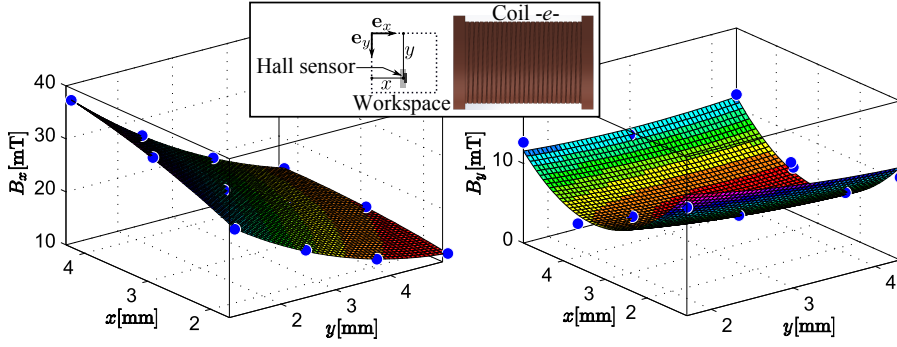 Coil -e-
e_x
e_y
y
Hall sensor
x
Workspace
40
30
20
10
B_x[mT]
4
3
2
x[mm]
2
3
4
y[mm]
10
0
B_y[mT]
4
3
2
x[mm]
2
3
4
y[mm]